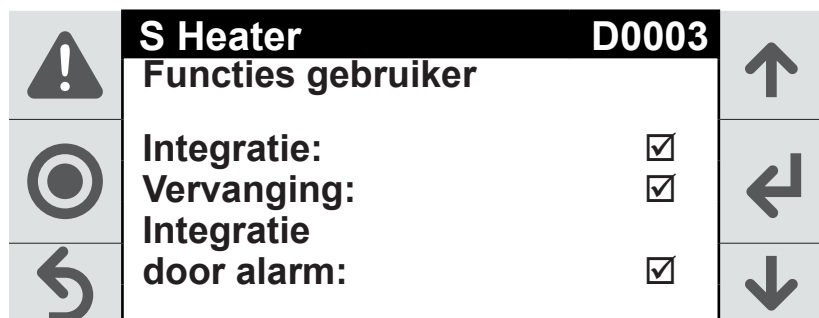 S Heater D0003
Functies gebruiker
Integratie: ☑
Vervanging: ☑
Integratie
door alarm: ☑